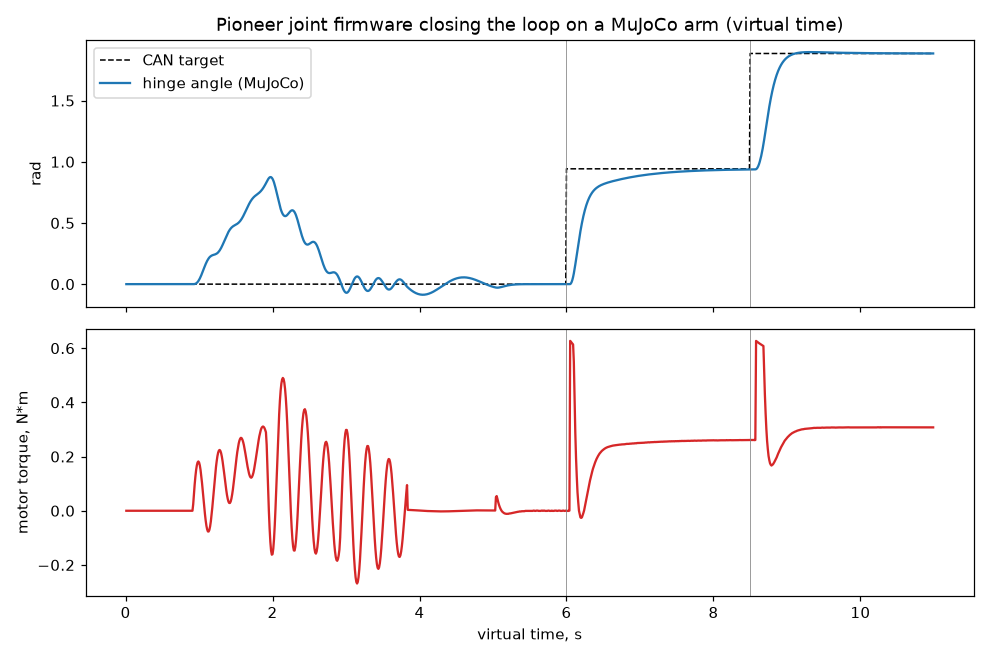 Pioneer joint firmware closing the loop on a MuJoCo arm (virtual time)
CAN target
hinge angle (MuJoCo)
rad
1.5
1.0
0.5
0.0
motor torque, N*m
0.6
0.4
0.2
0.0
−0.2
0 2 4 6 8 10
virtual time, s